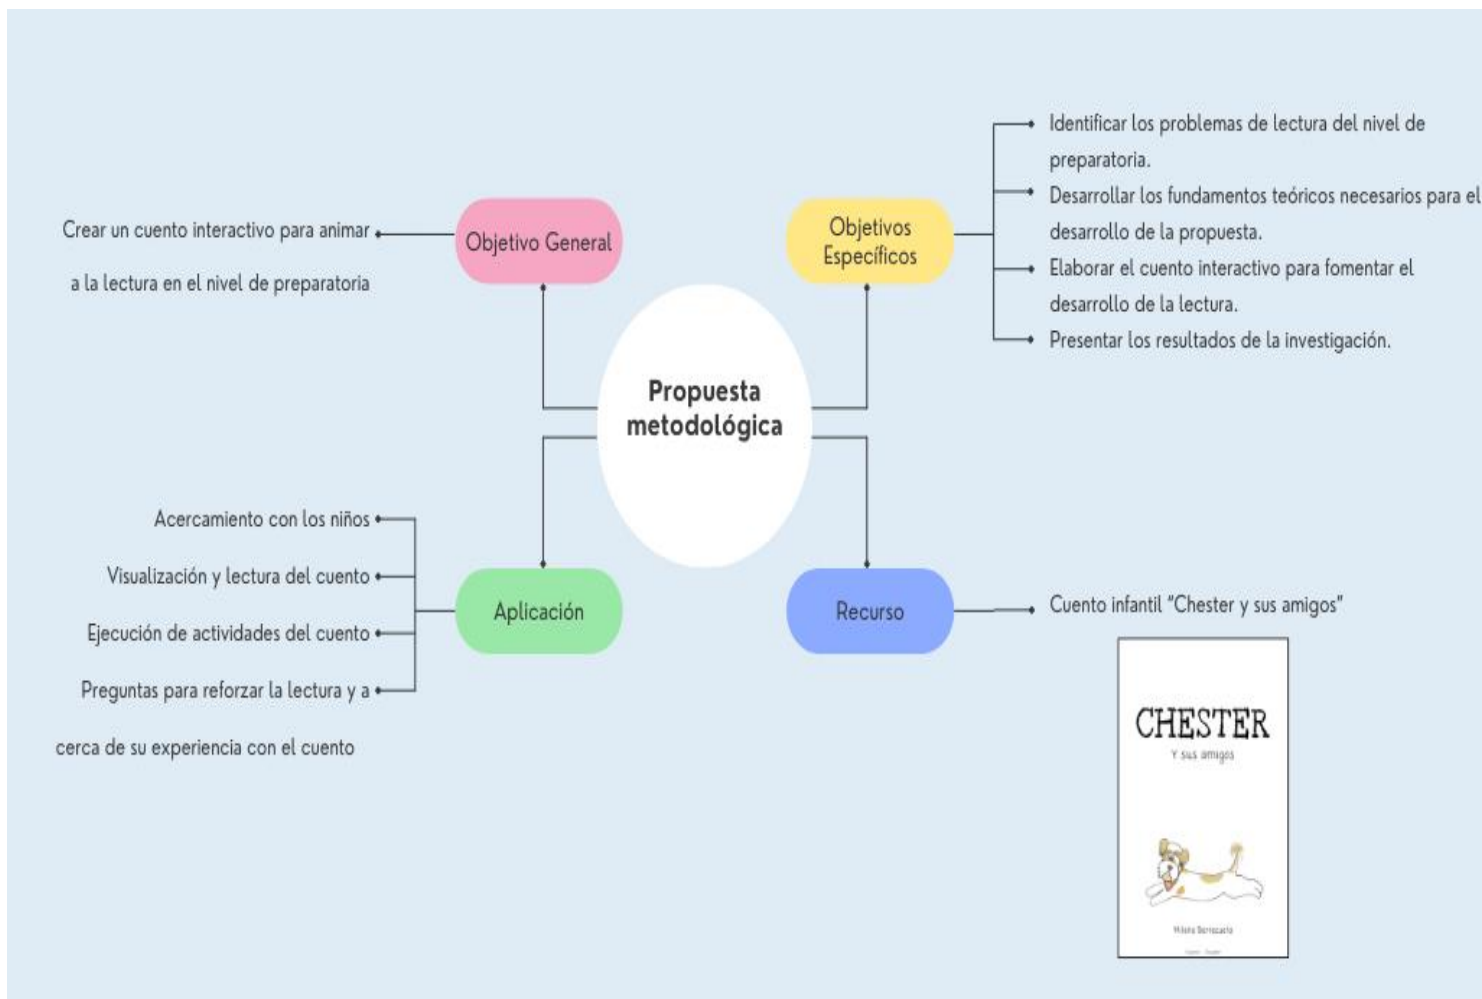 Propuesta
metodológica
Objetivo General
Crear un cuento interactivo para animar
a la lectura en el nivel de preparatoria
Objetivos
Específicos
Identificar los problemas de lectura del nivel de
preparatoria.
Desarrollar los fundamentos teóricos necesarios para el
desarrollo de la propuesta.
Elaborar el cuento interactivo para fomentar el
desarrollo de la lectura.
Presentar los resultados de la investigación.
Aplicación
Acercamiento con los niños
Visualización y lectura del cuento
Ejecución de actividades del cuento
Preguntas para reforzar la lectura y a
cerca de su experiencia con el cuento
Recurso
Cuento infantil "Chester y sus amigos"
CHESTER
Y sus amigos